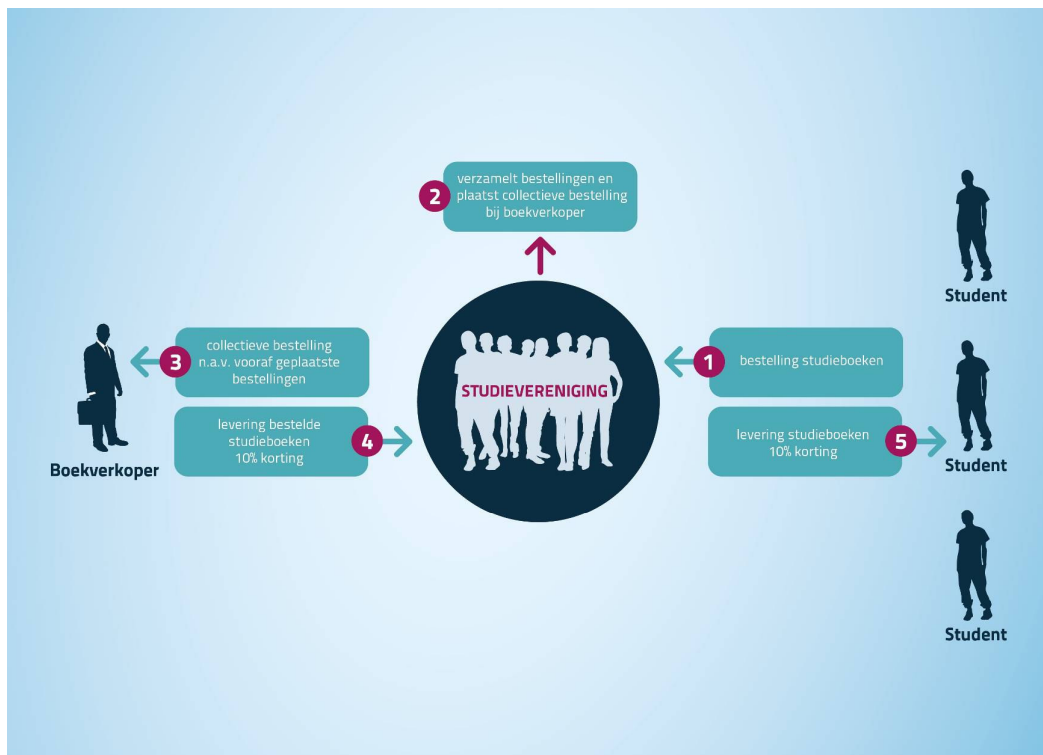 2
verzamelt bestellingen en
plaatst collectieve bestelling
bij boekverkoper
Student
3
collectieve bestelling
n.a.v. vooraf geplaatste
bestellingen
STUDIEVERENIGING
1
bestelling studieboeken
levering bestelde
studieboeken
10% korting
4
levering studieboeken
10% korting
5
Boekverkoper
Student
Student